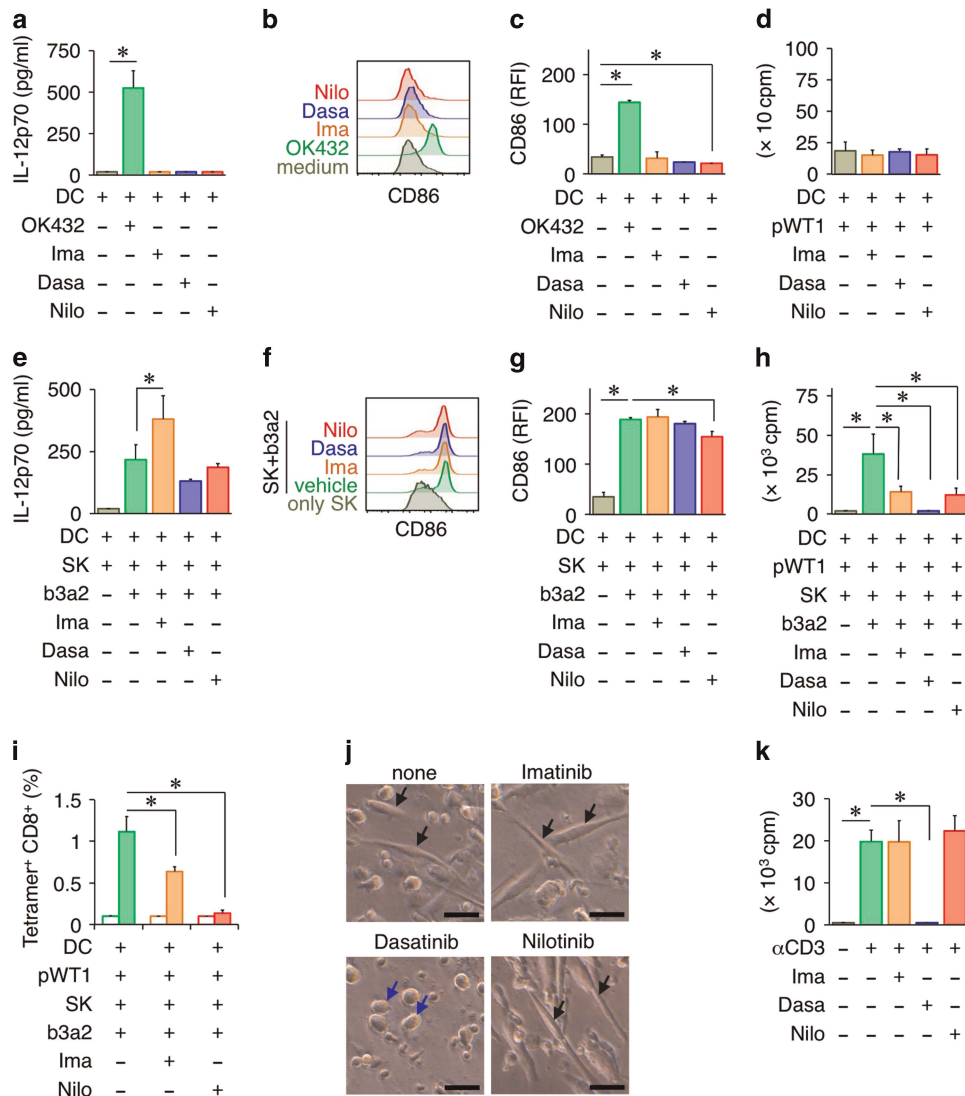 a
IL-12p70 (pg/ml)
750
500
250
0
*
DC + + + + +
OK432 – + – – –
Ima – – + – –
Dasa – – – + –
Nilo – – – – +
b
Nilo
Dasa
Ima
OK432
medium
CD86
c
CD86 (RFI)
200
100
0
*
*
DC + + + + +
OK432 – + – – –
Ima – – + – –
Dasa – – – + –
Nilo – – – – +
d
(× 10 cpm)
100
75
50
25
0
DC + + + +
pWT1 + + + +
Ima – + – –
Dasa – – + –
Nilo – – – +
e
IL-12p70 (pg/ml)
500
250
0
*
DC + + + + +
SK + + + + +
b3a2 – + + + +
Ima – – + – –
Dasa – – – + –
Nilo – – – – +
f
SK+b3a2
Nilo
Dasa
Ima
vehicle
only SK
CD86
g
CD86 (RFI)
200
100
0
* *
DC + + + + +
SK + + + + +
b3a2 – + + + +
Ima – – + – –
Dasa – – – + –
Nilo – – – – +
h
(× 10³ cpm)
75
50
25
0
*
*
* *
DC + + + + +
pWT1 + + + + +
SK + + + + +
b3a2 – + + + +
Ima – – + – –
Dasa – – – + –
Nilo – – – – +
i
Tetramer⁺ CD8⁺ (%)
1.5
1
0.5
0
*
*
DC + + +
pWT1 + + +
SK + + +
b3a2 + + +
Ima – + –
Nilo – – +
j
none Imatinib
Dasatinib Nilotinib
k
(× 10³ cpm)
30
20
10
0
* *
αCD3 – + + + +
Ima – – + – –
Dasa – – – + –
Nilo – – – – +